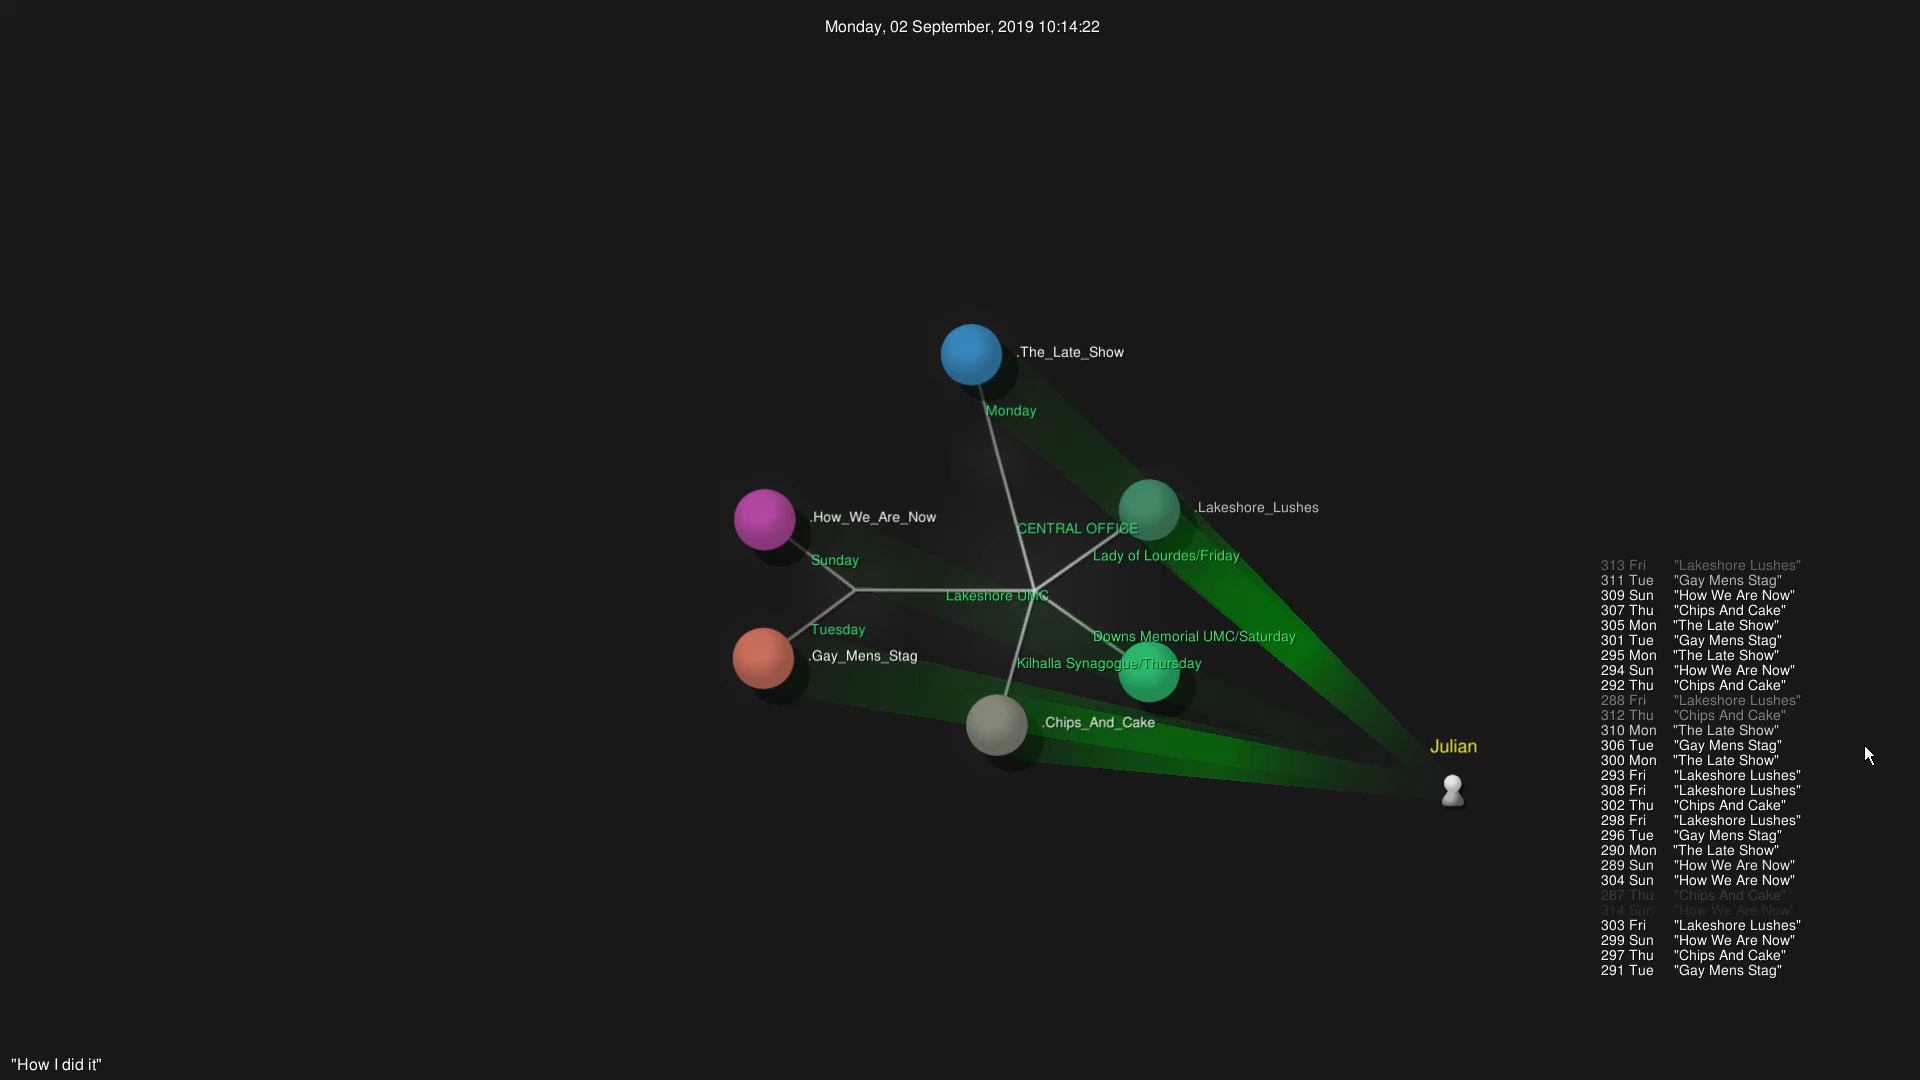 Monday, 02 September, 2019 10:14:22
.The_Late_Show
Monday
.How_We_Are_Now
.Lakeshore_Lushes
CENTRAL OFFICE
Sunday
Lady of Lourdes/Friday
Lakeshore UMC
Tuesday
Downs Memorial UMC/Saturday
.Gay_Mens_Stag
Kilhalla Synagogue/Thursday
.Chips_And_Cake
Julian
313 Fri "Lakeshore Lushes"
311 Tue "Gay Mens Stag"
309 Sun "How We Are Now"
307 Thu "Chips And Cake"
305 Mon "The Late Show"
301 Tue "Gay Mens Stag"
295 Mon "The Late Show"
294 Sun "How We Are Now"
292 Thu "Chips And Cake"
288 Fri "Lakeshore Lushes"
312 Thu "Chips And Cake"
310 Mon "The Late Show"
306 Tue "Gay Mens Stag"
300 Mon "The Late Show"
293 Fri "Lakeshore Lushes"
308 Fri "Lakeshore Lushes"
302 Thu "Chips And Cake"
298 Fri "Lakeshore Lushes"
296 Tue "Gay Mens Stag"
290 Mon "The Late Show"
289 Sun "How We Are Now"
304 Sun "How We Are Now"
287 Thu "Chips And Cake"
314 Sun "How We Are Now"
303 Fri "Lakeshore Lushes"
299 Sun "How We Are Now"
297 Thu "Chips And Cake"
291 Tue "Gay Mens Stag"
"How I did it"